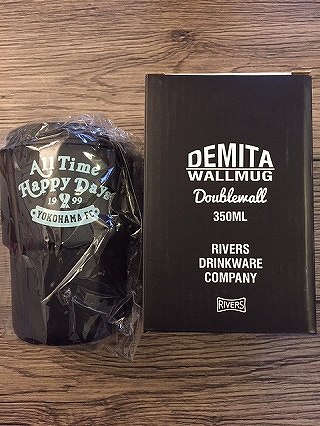 All Time
Happy Days
19 99
YOKOHAMA FC
DEMITA
WALLMUG
Doublewall
350ML
RIVERS
DRINKWARE
COMPANY
RIVERS